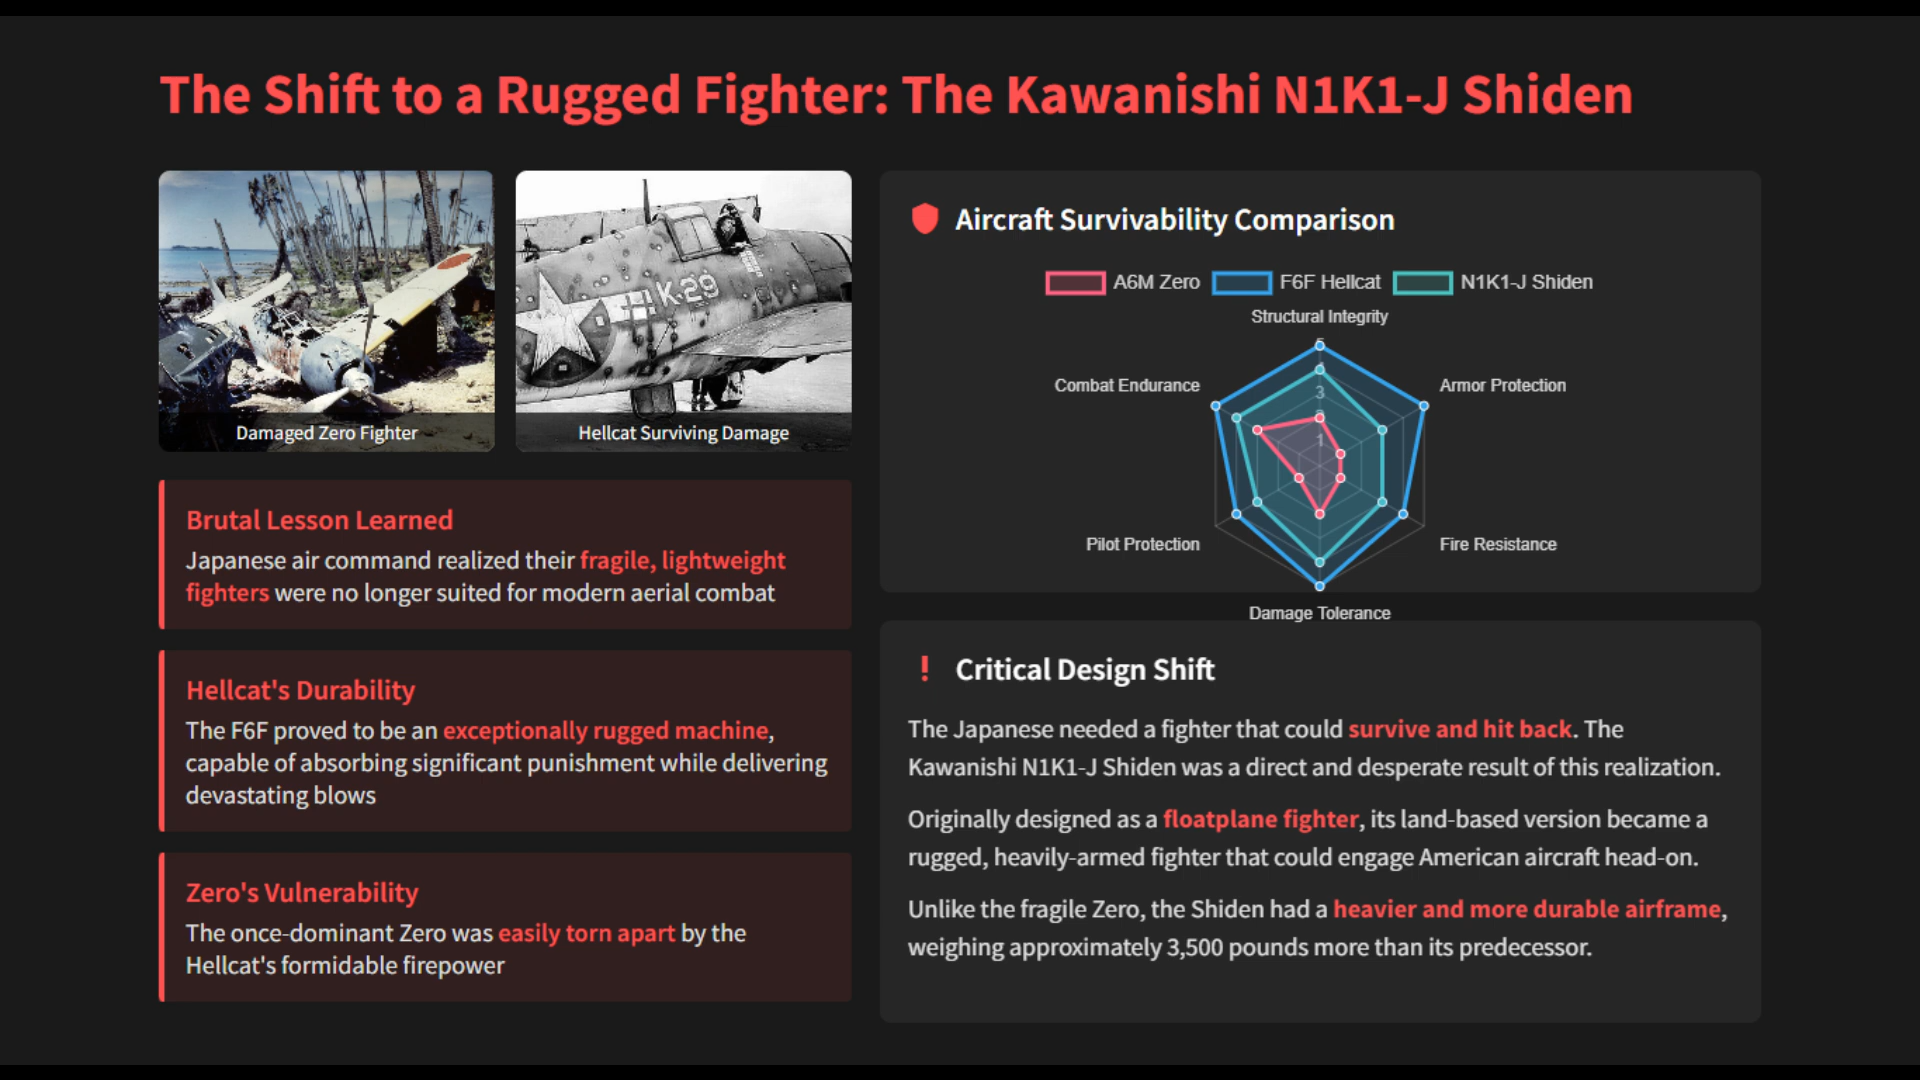 The Shift to a Rugged Fighter: The Kawanishi N1K1-J Shiden
K-29
Damaged Zero Fighter
Hellcat Surviving Damage
Brutal Lesson Learned
Japanese air command realized their fragile, lightweight
fighters were no longer suited for modern aerial combat
Hellcat's Durability
The F6F proved to be an exceptionally rugged machine,
capable of absorbing significant punishment while delivering
devastating blows
Zero's Vulnerability
The once-dominant Zero was easily torn apart by the
Hellcat's formidable firepower
Aircraft Survivability Comparison
A6M Zero
F6F Hellcat
N1K1-J Shiden
Structural Integrity
Combat Endurance
Armor Protection
3
1
Pilot Protection
Fire Resistance
Damage Tolerance
! Critical Design Shift
The Japanese needed a fighter that could survive and hit back. The
Kawanishi N1K1-J Shiden was a direct and desperate result of this realization.
Originally designed as a floatplane fighter, its land-based version became a
rugged, heavily-armed fighter that could engage American aircraft head-on.
Unlike the fragile Zero, the Shiden had a heavier and more durable airframe,
weighing approximately 3,500 pounds more than its predecessor.